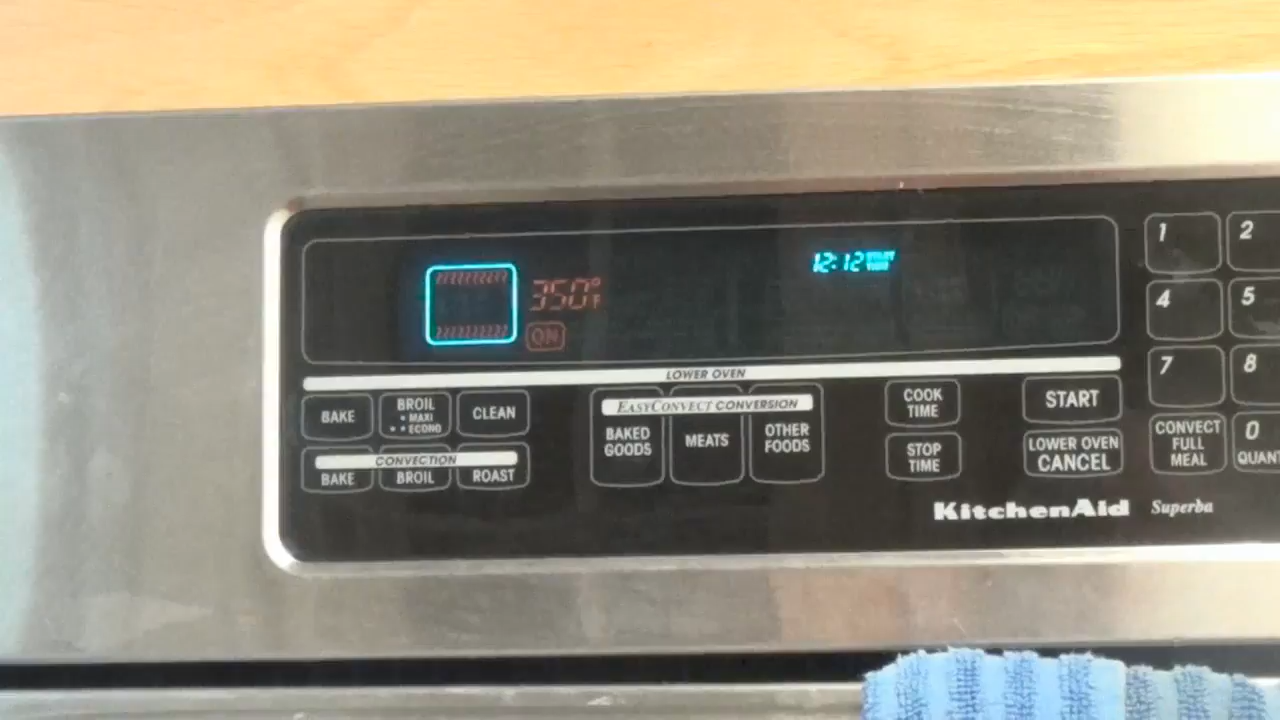 12:12
350°F
ON
LOWER OVEN
BAKE
BROIL
• MAXI
• • ECONO
CLEAN
CONVECTION
BAKE
BROIL
ROAST
EASYCONVECT CONVERSION
BAKED
GOODS
MEATS
OTHER
FOODS
COOK
TIME
STOP
TIME
START
LOWER OVEN
CANCEL
1
2
4
5
7
8
CONVECT
FULL
MEAL
0
QUANT
KitchenAid Superba